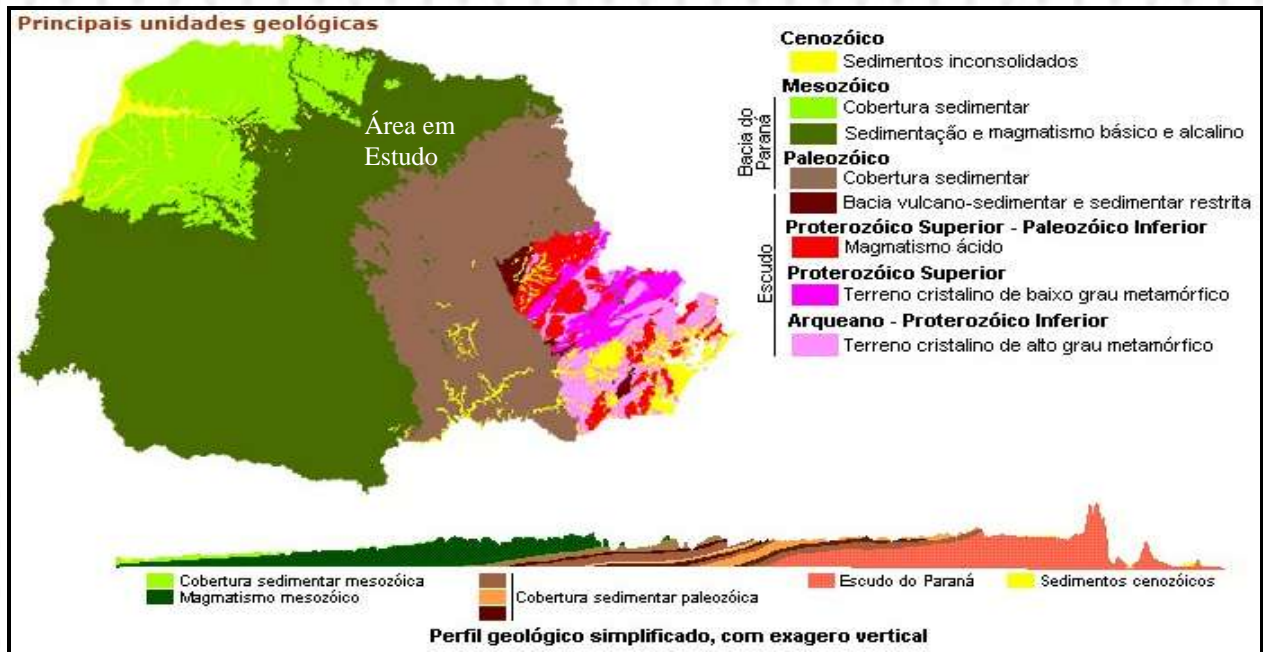 Principais unidades geológicas
Área em
Estudo
Cenozóico
Sedimentos inconsolidados
Mesozóico
Cobertura sedimentar
Sedimentação e magmatismo básico e alcalino
Paleozóico
Cobertura sedimentar
Bacia vulcano-sedimentar e sedimentar restrita
Proterozóico Superior - Paleozóico Inferior
Magmatismo ácido
Proterozóico Superior
Terreno cristalino de baixo grau metamórfico
Arqueano - Proterozóico Inferior
Terreno cristalino de alto grau metamórfico
Bacia do
Paraná
Escudo
Cobertura sedimentar mesozóica
Magmatismo mesozóico
Cobertura sedimentar paleozóica
Escudo do Paraná
Sedimentos cenozóicos
Perfil geológico simplificado, com exagero vertical